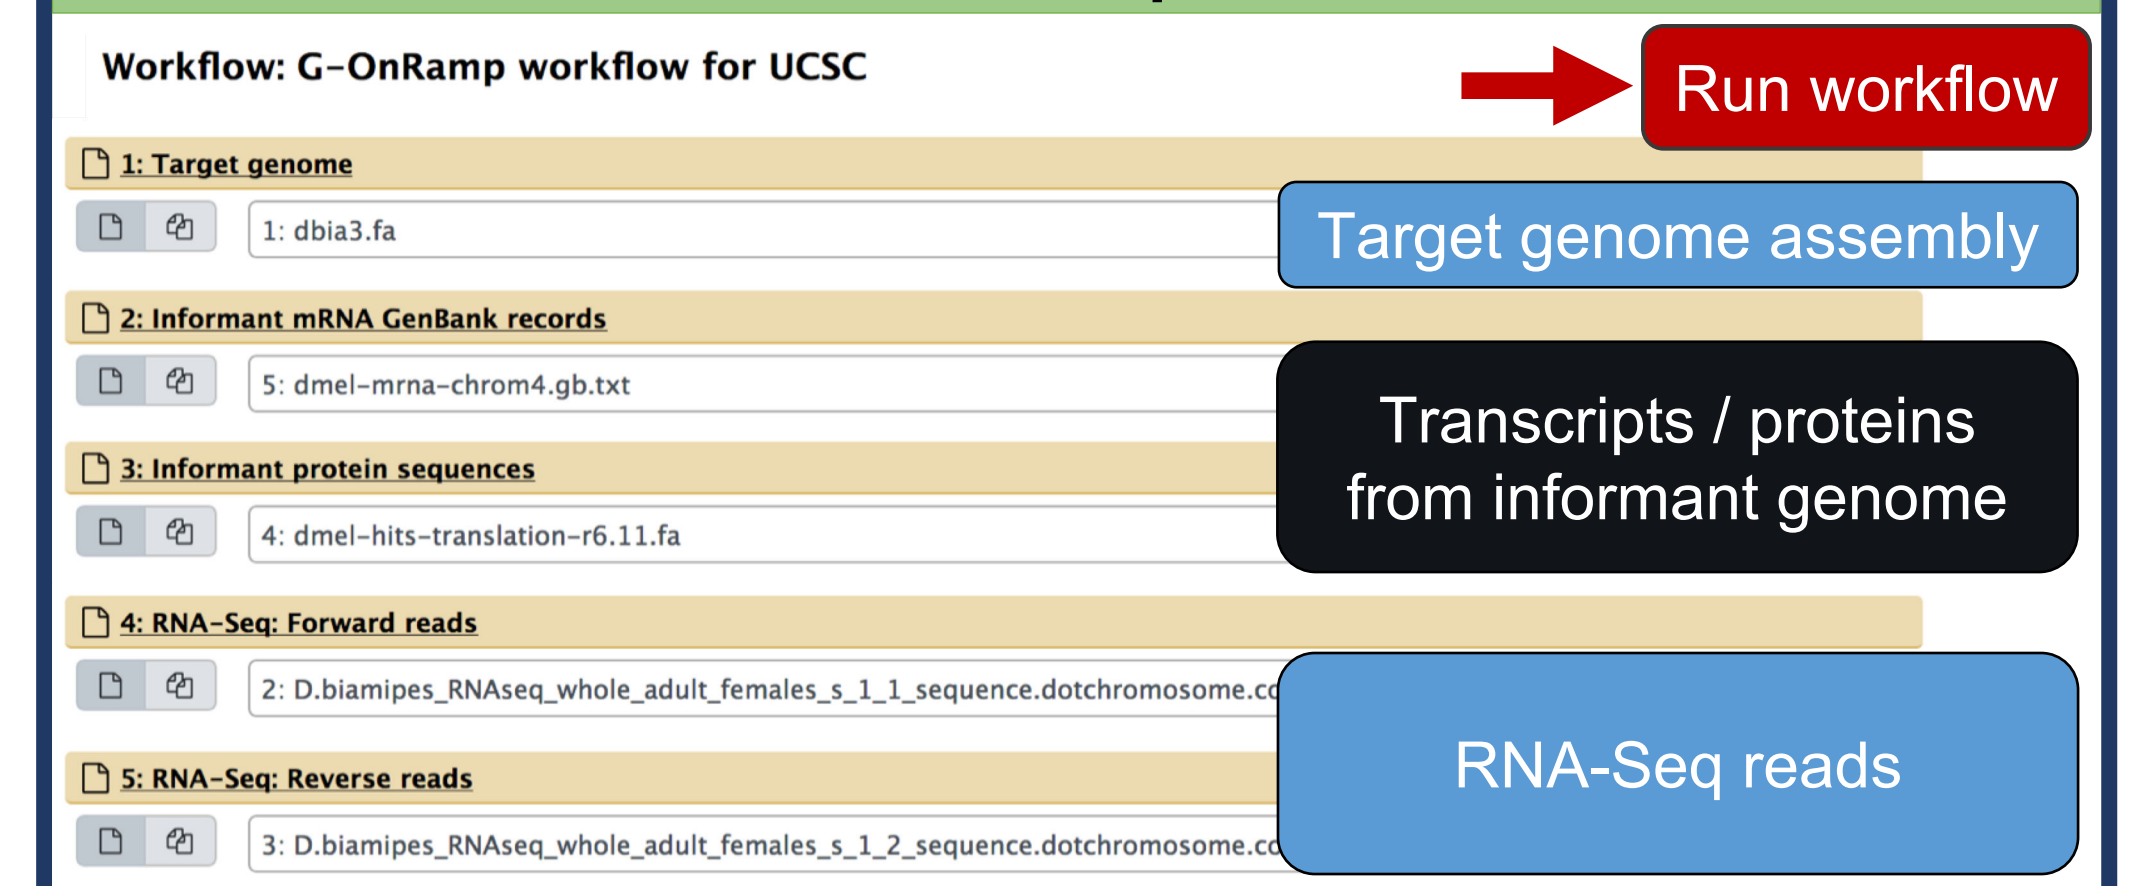 Workflow: G-OnRamp workflow for UCSC
Run workflow
1: Target genome
1: dbia3.fa
Target genome assembly
2: Informant mRNA GenBank records
5: dmel-mrna-chrom4.gb.txt
Transcripts / proteins
from informant genome
3: Informant protein sequences
4: dmel-hits-translation-r6.11.fa
4: RNA-Seq: Forward reads
2: D.biamipes_RNAseq_whole_adult_females_s_1_1_sequence.dotchromosome.co
RNA-Seq reads
5: RNA-Seq: Reverse reads
3: D.biamipes_RNAseq_whole_adult_females_s_1_2_sequence.dotchromosome.co